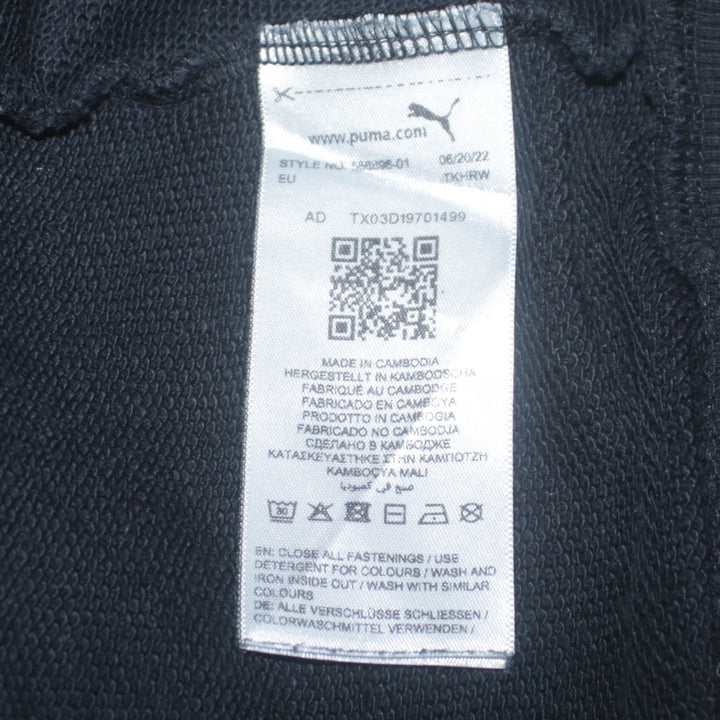 www.puma.com
STYLE NO. 586896-01 06/20/22
EU TKHRW
AD TX03D19701499
MADE IN CAMBODIA
HERGESTELLT IN KAMBODSCHA
FABRIQUÉ AU CAMBODGE
FABRICADO EN CAMBOYA
PRODOTTO IN CAMBOGIA
FABRICADO NO CAMBODJA
СДЕЛАНО В КАМБОДЖЕ
ΚΑΤΑΣΚΕΥΑΣΤΗΚΕ ΣΤΗΝ ΚΑΜΠΟΤΖΗ
KAMBOÇYA MALI
صنع في كمبوديا
30
EN: CLOSE ALL FASTENINGS / USE
DETERGENT FOR COLOURS / WASH AND
IRON INSIDE OUT / WASH WITH SIMILAR
COLOURS
DE: ALLE VERSCHLÜSSE SCHLIESSEN /
COLORWASCHMITTEL VERWENDEN /